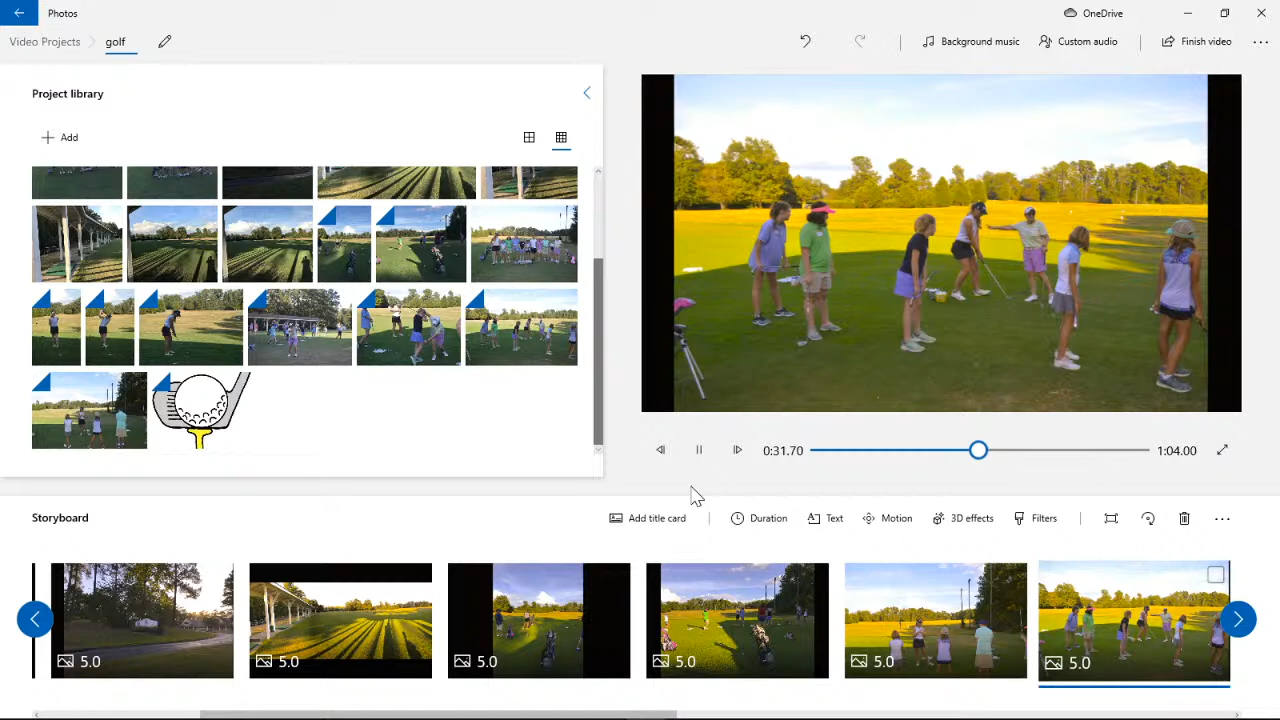 Photos
OneDrive
Video Projects
golf
Background music
Custom audio
Finish video
Project library
Add
0:31.70
1:04.00
Storyboard
Add title card
Duration
Text
Motion
3D effects
Filters
5.0
5.0
5.0
5.0
5.0
5.0